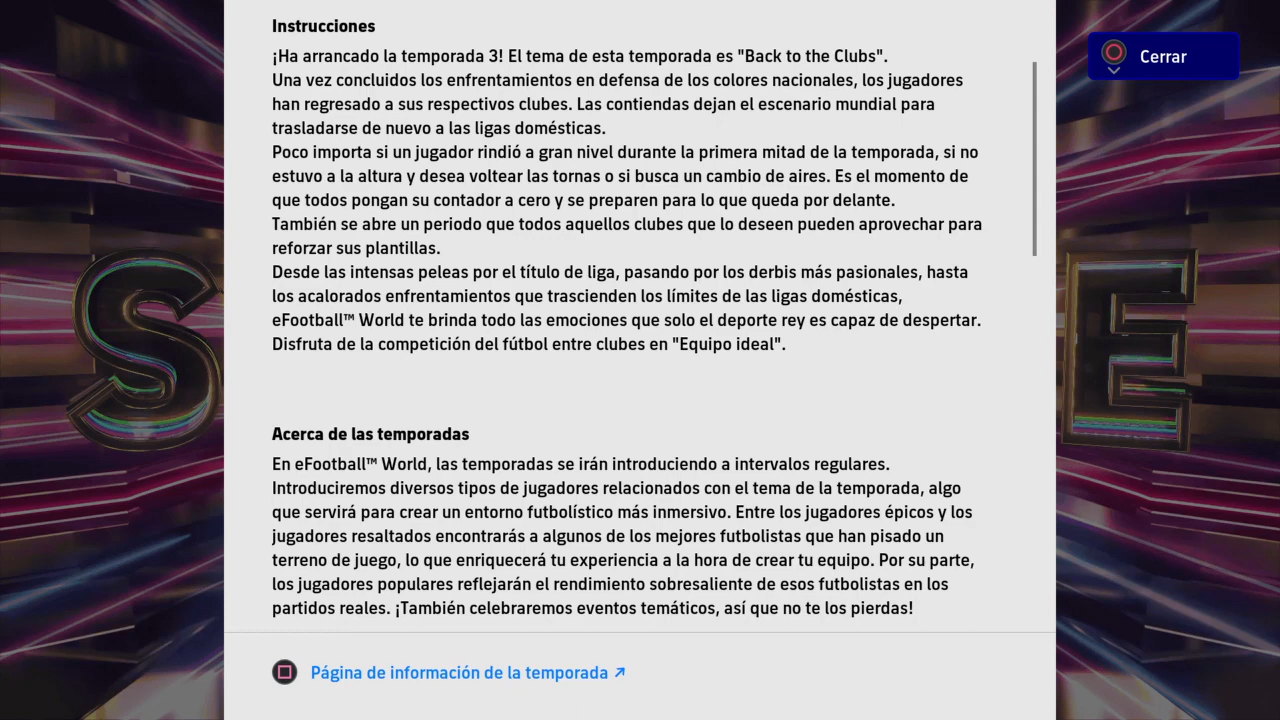 Instrucciones
¡Ha arrancado la temporada 3! El tema de esta temporada es "Back to the Clubs".
Una vez concluidos los enfrentamientos en defensa de los colores nacionales, los jugadores
han regresado a sus respectivos clubes. Las contiendas dejan el escenario mundial para
trasladarse de nuevo a las ligas domésticas.
Poco importa si un jugador rindió a gran nivel durante la primera mitad de la temporada, si no
estuvo a la altura y desea voltear las tornas o si busca un cambio de aires. Es el momento de
que todos pongan su contador a cero y se preparen para lo que queda por delante.
También se abre un periodo que todos aquellos clubes que lo deseen pueden aprovechar para
reforzar sus plantillas.
Desde las intensas peleas por el título de liga, pasando por los derbis más pasionales, hasta
los acalorados enfrentamientos que trascienden los límites de las ligas domésticas,
eFootball™ World te brinda todo las emociones que solo el deporte rey es capaz de despertar.
Disfruta de la competición del fútbol entre clubes en "Equipo ideal".
Acerca de las temporadas
En eFootball™ World, las temporadas se irán introduciendo a intervalos regulares.
Introduciremos diversos tipos de jugadores relacionados con el tema de la temporada, algo
que servirá para crear un entorno futbolístico más inmersivo. Entre los jugadores épicos y los
jugadores resaltados encontrarás a algunos de los mejores futbolistas que han pisado un
terreno de juego, lo que enriquecerá tu experiencia a la hora de crear tu equipo. Por su parte,
los jugadores populares reflejarán el rendimiento sobresaliente de esos futbolistas en los
partidos reales. ¡También celebraremos eventos temáticos, así que no te los pierdas!
Página de información de la temporada
Cerrar
S
E